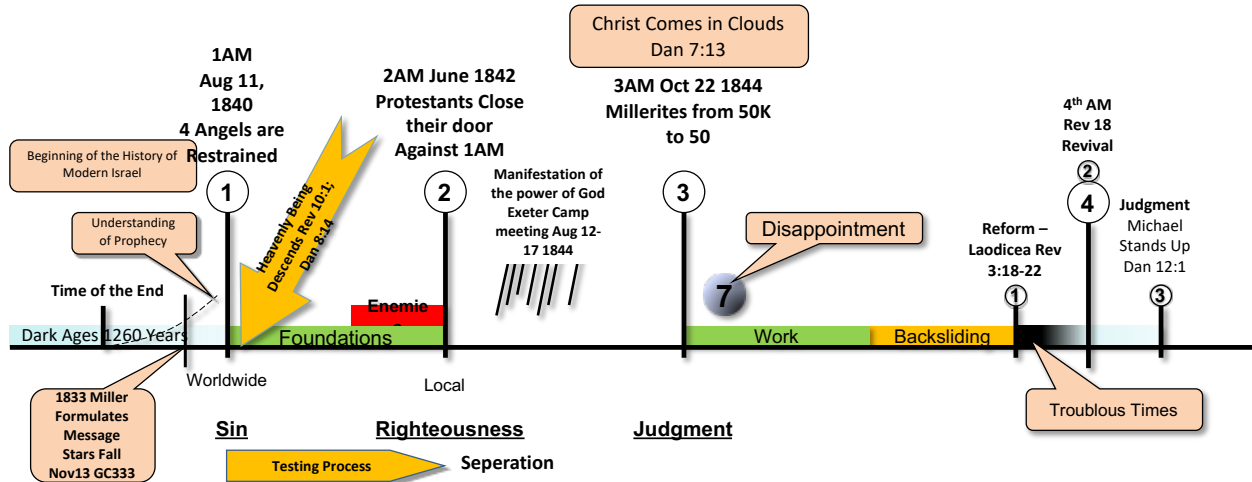 Christ Comes in Clouds
Dan 7:13
1AM
Aug 11,
1840
4 Angels are
Restrained
2AM June 1842
Protestants Close
their door
Against 1AM
3AM Oct 22 1844
Millerites from 50K
to 50
4th AM
Rev 18
Revival
Beginning of the History of
Modern Israel
Understanding
of Prophecy
Heavenly Being
Descends Rev 10:1;
Dan 8:14
Manifestation of
the power of God
Exeter Camp
meeting Aug 12-
17 1844
1
2
3
2
4
Disappointment
7
Reform –
Laodicea Rev
3:18-22
1
Judgment
Michael
Stands Up
Dan 12:1
3
Time of the End
Enemie
Dark Ages 1260 Years
Foundations
Work
Backsliding
Worldwide
Local
Troublous Times
1833 Miller
Formulates
Message
Stars Fall
Nov13 GC333
Sin
Righteousness
Judgment
Testing Process
Seperation